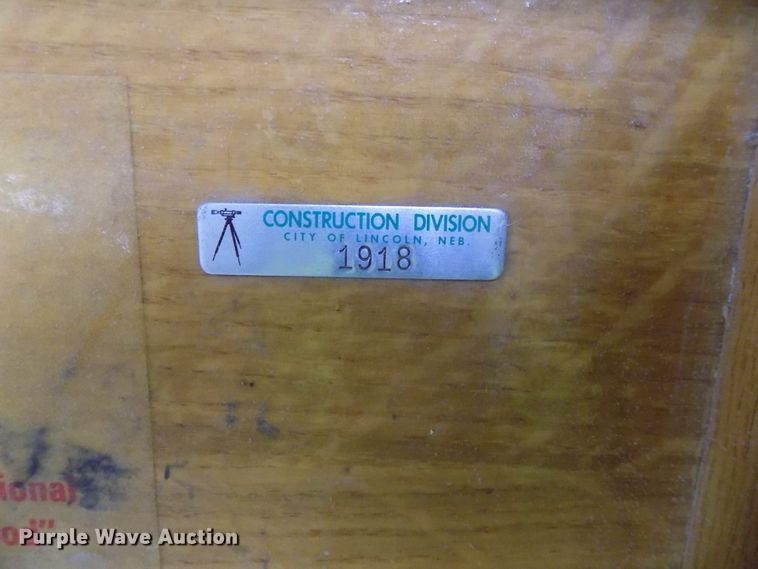 CONSTRUCTION DIVISION
CITY OF LINCOLN, NEB.
1918
Purple Wave Auction